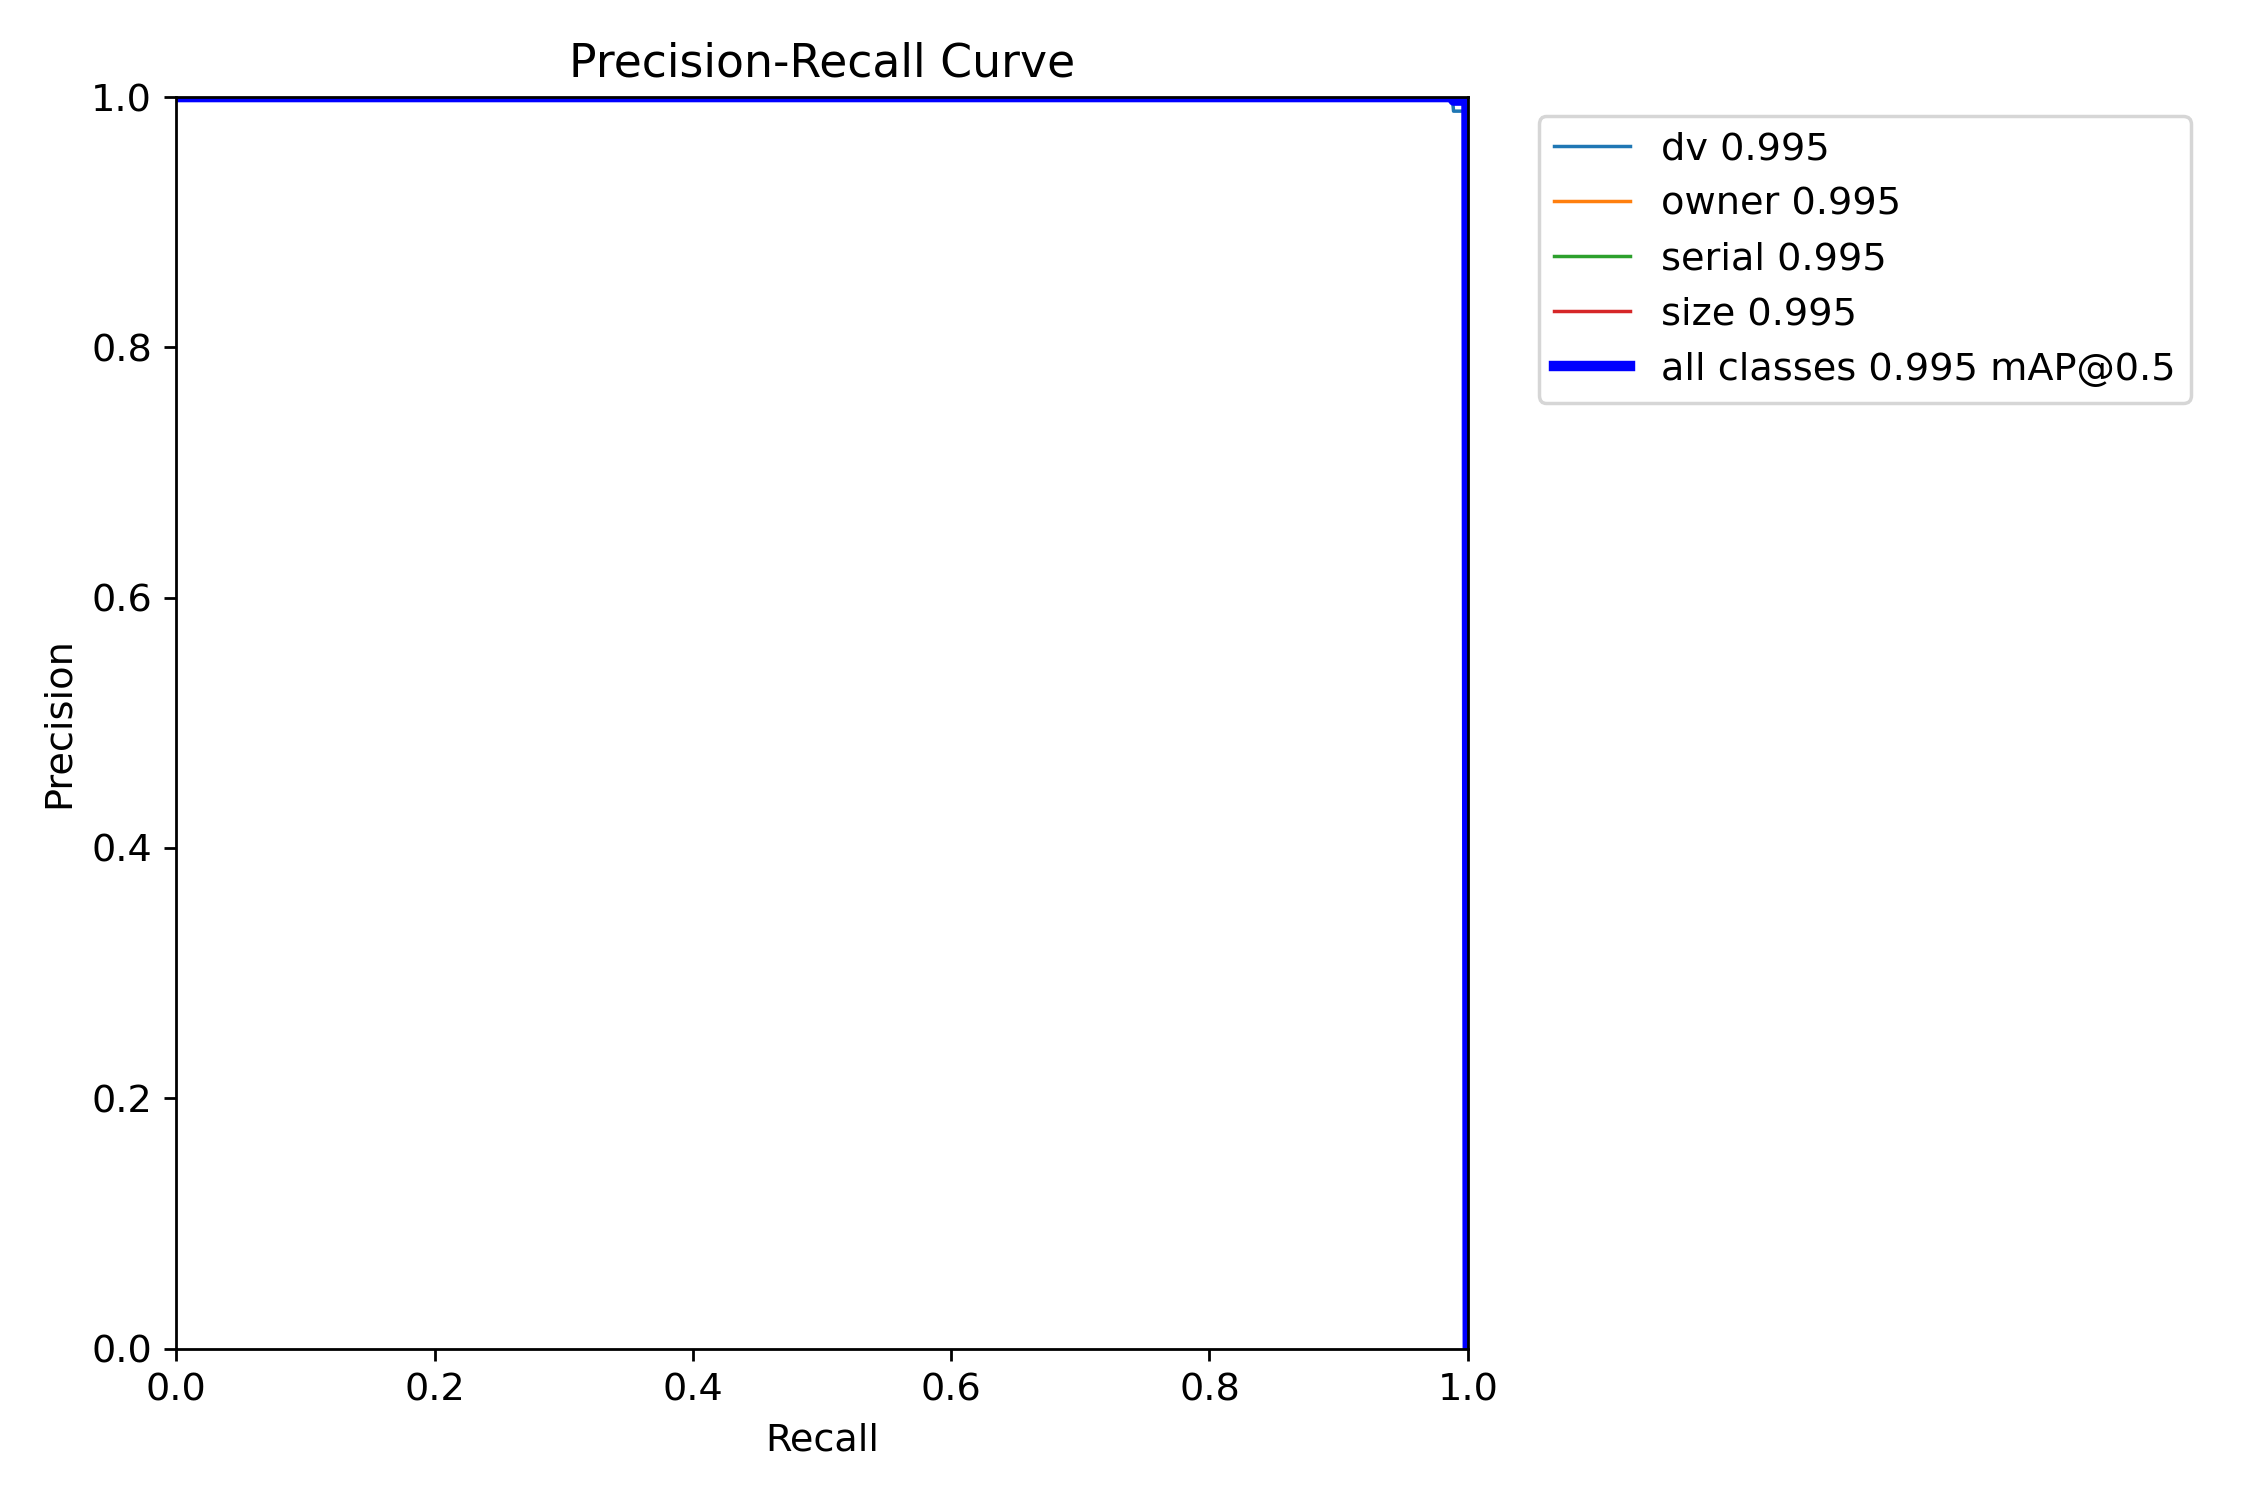 Precision-Recall Curve
1.0
0.8
0.6
0.4
0.2
0.0
Precision
0.0 0.2 0.4 0.6 0.8 1.0
Recall
dv 0.995
owner 0.995
serial 0.995
size 0.995
all classes 0.995 mAP@0.5